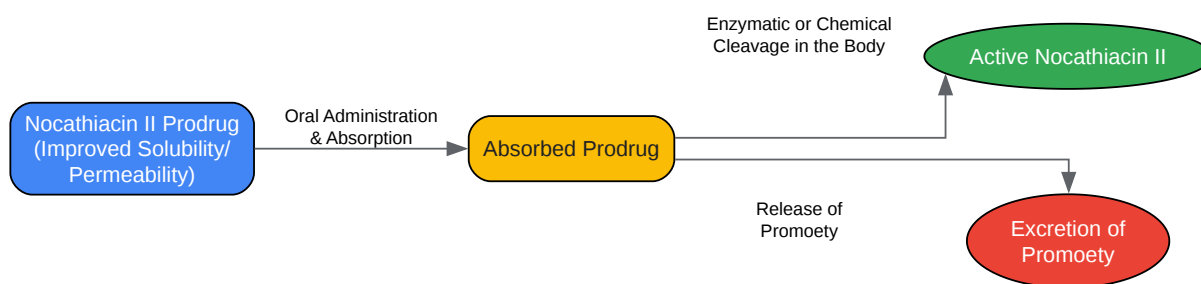 Nocathiacin II Prodrug
(Improved Solubility/
Permeability)
Oral Administration
& Absorption
Absorbed Prodrug
Enzymatic or Chemical
Cleavage in the Body
Active Nocathiacin II
Release of
Promoety
Excretion of
Promoety